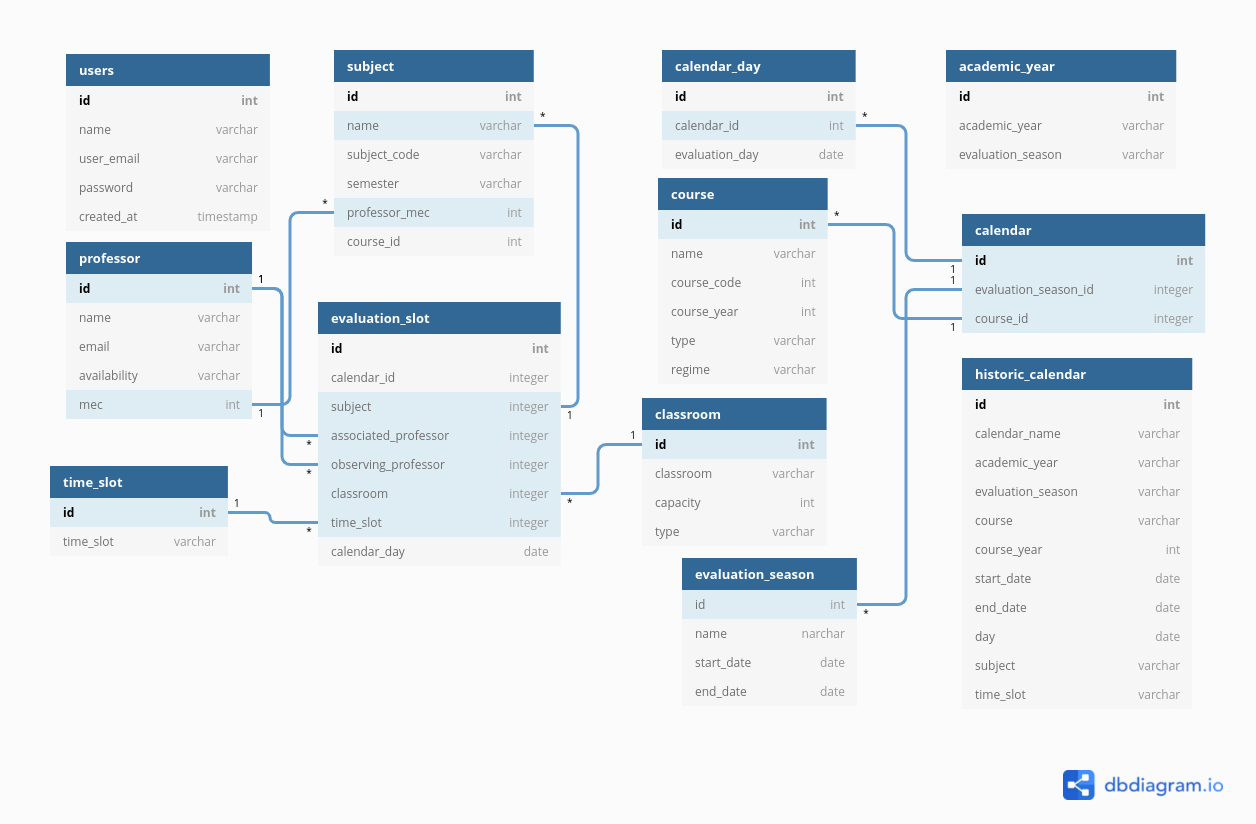 users
id int
name varchar
user_email varchar
password varchar
created_at timestamp
professor
id int
name varchar
email varchar
availability varchar
mec int
time_slot
id int
time_slot varchar
subject
id int
name varchar
subject_code varchar
semester varchar
professor_mec int
course_id int
evaluation_slot
id int
calendar_id integer
subject integer
associated_professor integer
observing_professor integer
classroom integer
time_slot integer
calendar_day date
calendar_day
id int
calendar_id int
evaluation_day date
course
id int
name varchar
course_code int
course_year int
type varchar
regime varchar
classroom
id int
classroom varchar
capacity int
type varchar
evaluation_season
id int
name narchar
start_date date
end_date date
academic_year
id int
academic_year varchar
evaluation_season varchar
calendar
id int
evaluation_season_id integer
course_id integer
historic_calendar
id int
calendar_name varchar
academic_year varchar
evaluation_season varchar
course varchar
course_year int
start_date date
end_date date
day date
subject varchar
time_slot varchar
1
*
1
*
*
1
*
*
1
*
1
*
1
*
1
*
1
*
dbdiagram.io